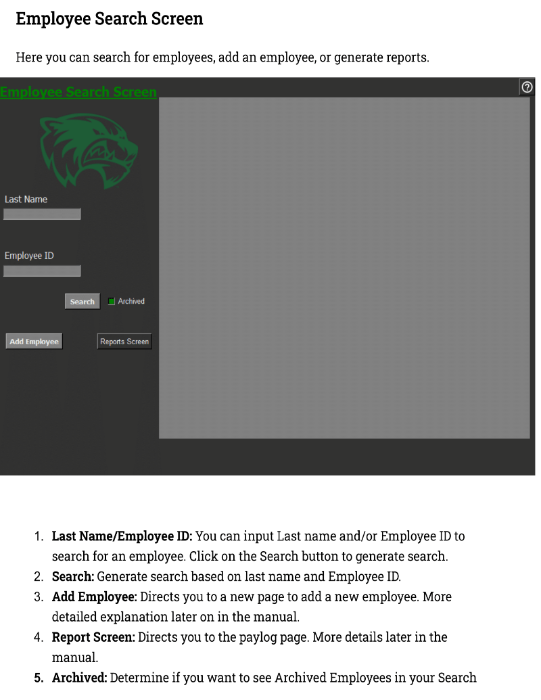 Employee Search Screen
Here you can search for employees, add an employee, or generate reports.
Employee Search Screen
?
Last Name
Employee ID
Search
Archived
Add Employee
Reports Screen
1. Last Name/Employee ID: You can input Last name and/or Employee ID to
search for an employee. Click on the Search button to generate search.
2. Search: Generate search based on last name and Employee ID.
3. Add Employee: Directs you to a new page to add a new employee. More
detailed explanation later on in the manual.
4. Report Screen: Directs you to the paylog page. More details later in the
manual.
5. Archived: Determine if you want to see Archived Employees in your Search